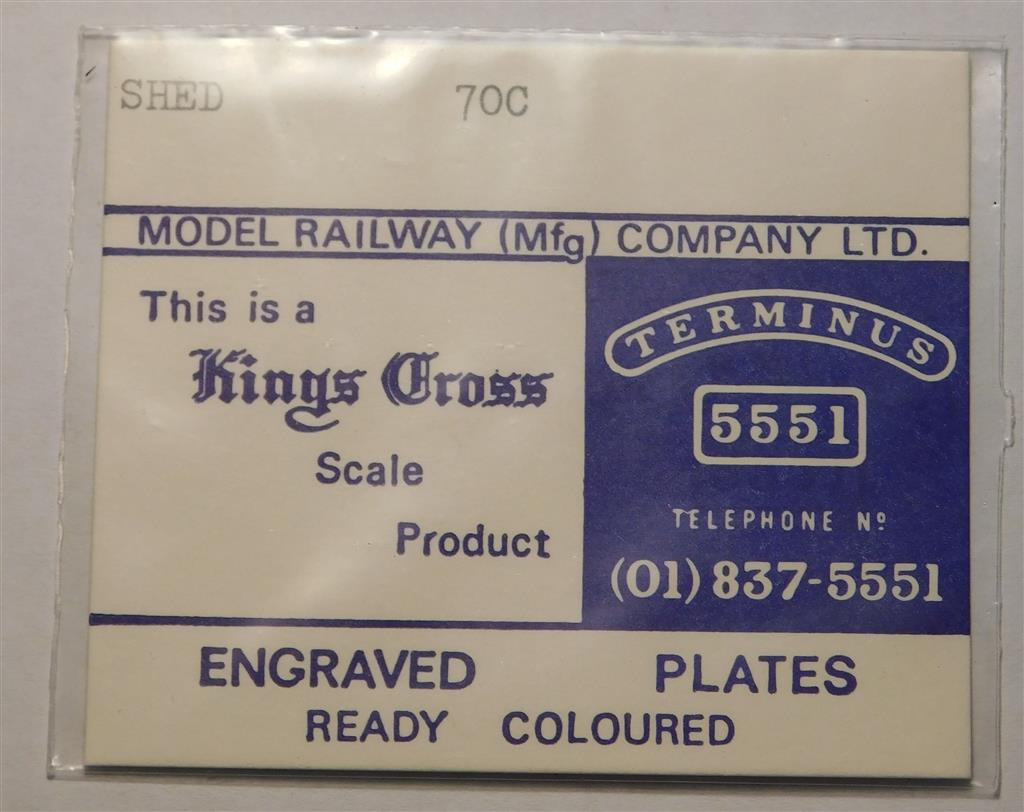 SHED 70C
MODEL RAILWAY (Mfg) COMPANY LTD.
This is a
Kings Cross
Scale
Product
TERMINUS
5551
TELEPHONE Nº
(01) 837-5551
ENGRAVED PLATES
READY COLOURED